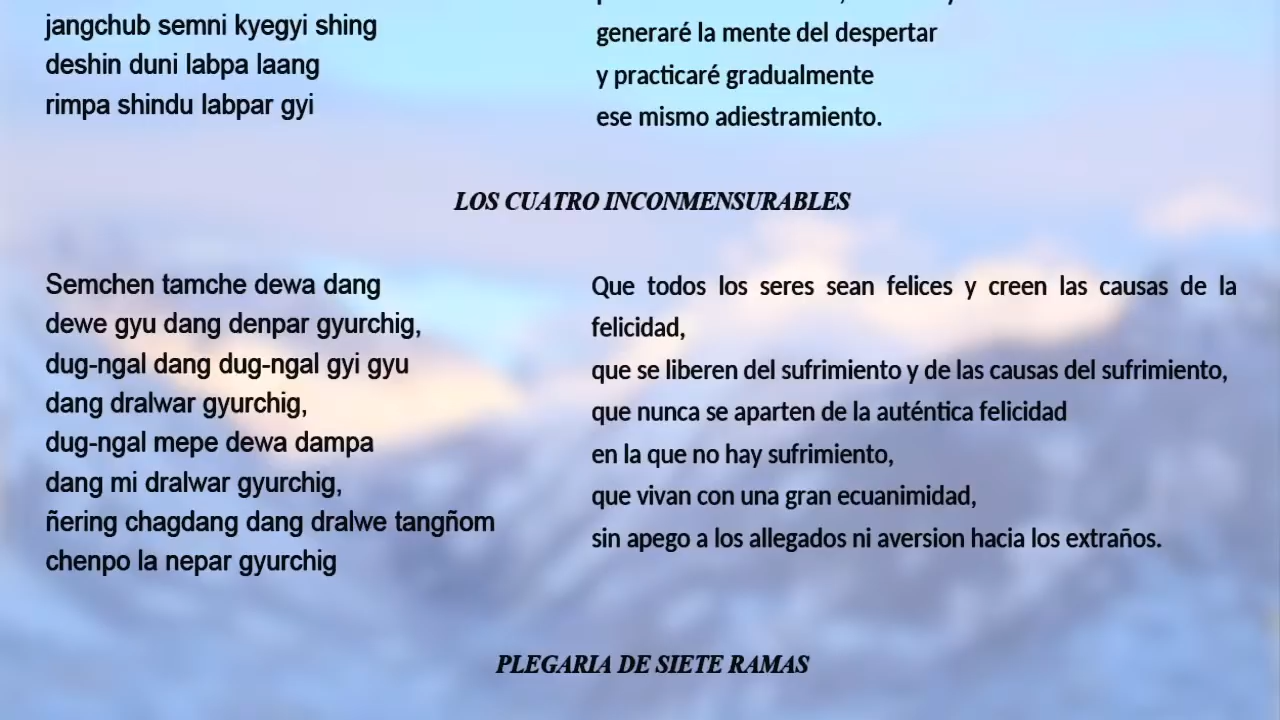 jangchub semni kyegyi shing
deshin duni labpa laang
rimpa shindu labpar gyi
generaré la mente del despertar
y practicaré gradualmente
ese mismo adiestramiento.
LOS CUATRO INCONMENSURABLES
Semchen tamche dewa dang
dewe gyu dang denpar gyurchig,
dug-ngal dang dug-ngal gyi gyu
dang dralwar gyurchig,
dug-ngal mepe dewa dampa
dang mi dralwar gyurchig,
ñering chagdang dang dralwe tangñom
chenpo la nepar gyurchig
Que todos los seres sean felices y creen las causas de la
felicidad,
que se liberen del sufrimiento y de las causas del sufrimiento,
que nunca se aparten de la auténtica felicidad
en la que no hay sufrimiento,
que vivan con una gran ecuanimidad,
sin apego a los allegados ni aversion hacia los extraños.
PLEGARIA DE SIETE RAMAS